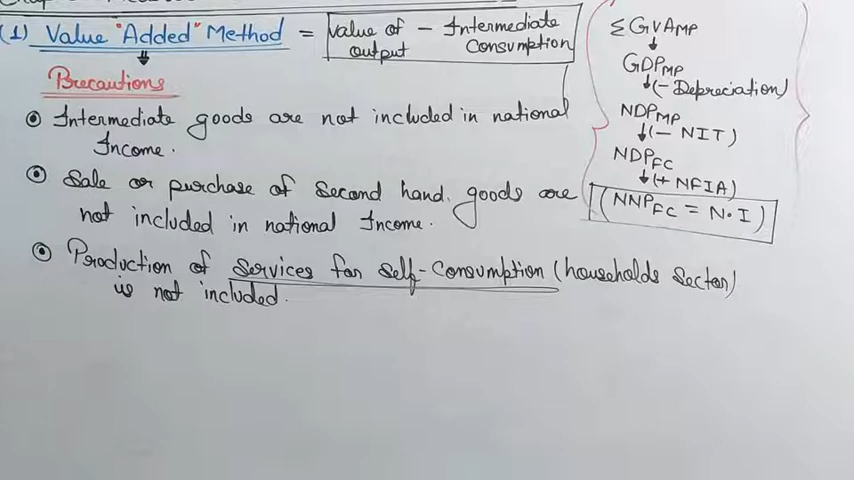 (1) Value "Added" Method = Value of output - Intermediate Consumption
Precautions
Intermediate goods are not included in national
Income.
Sale or purchase of Second hand goods are
not included in national Income.
Production of Services for Self-Consumption (households Sector)
is not included.
ΣGVAMP
↓
GDPMP
↓(- Depreciation)
NDPMP
↓(- NIT)
NDPFC
↓(+ NFIA)
(NNPFC = N.I)